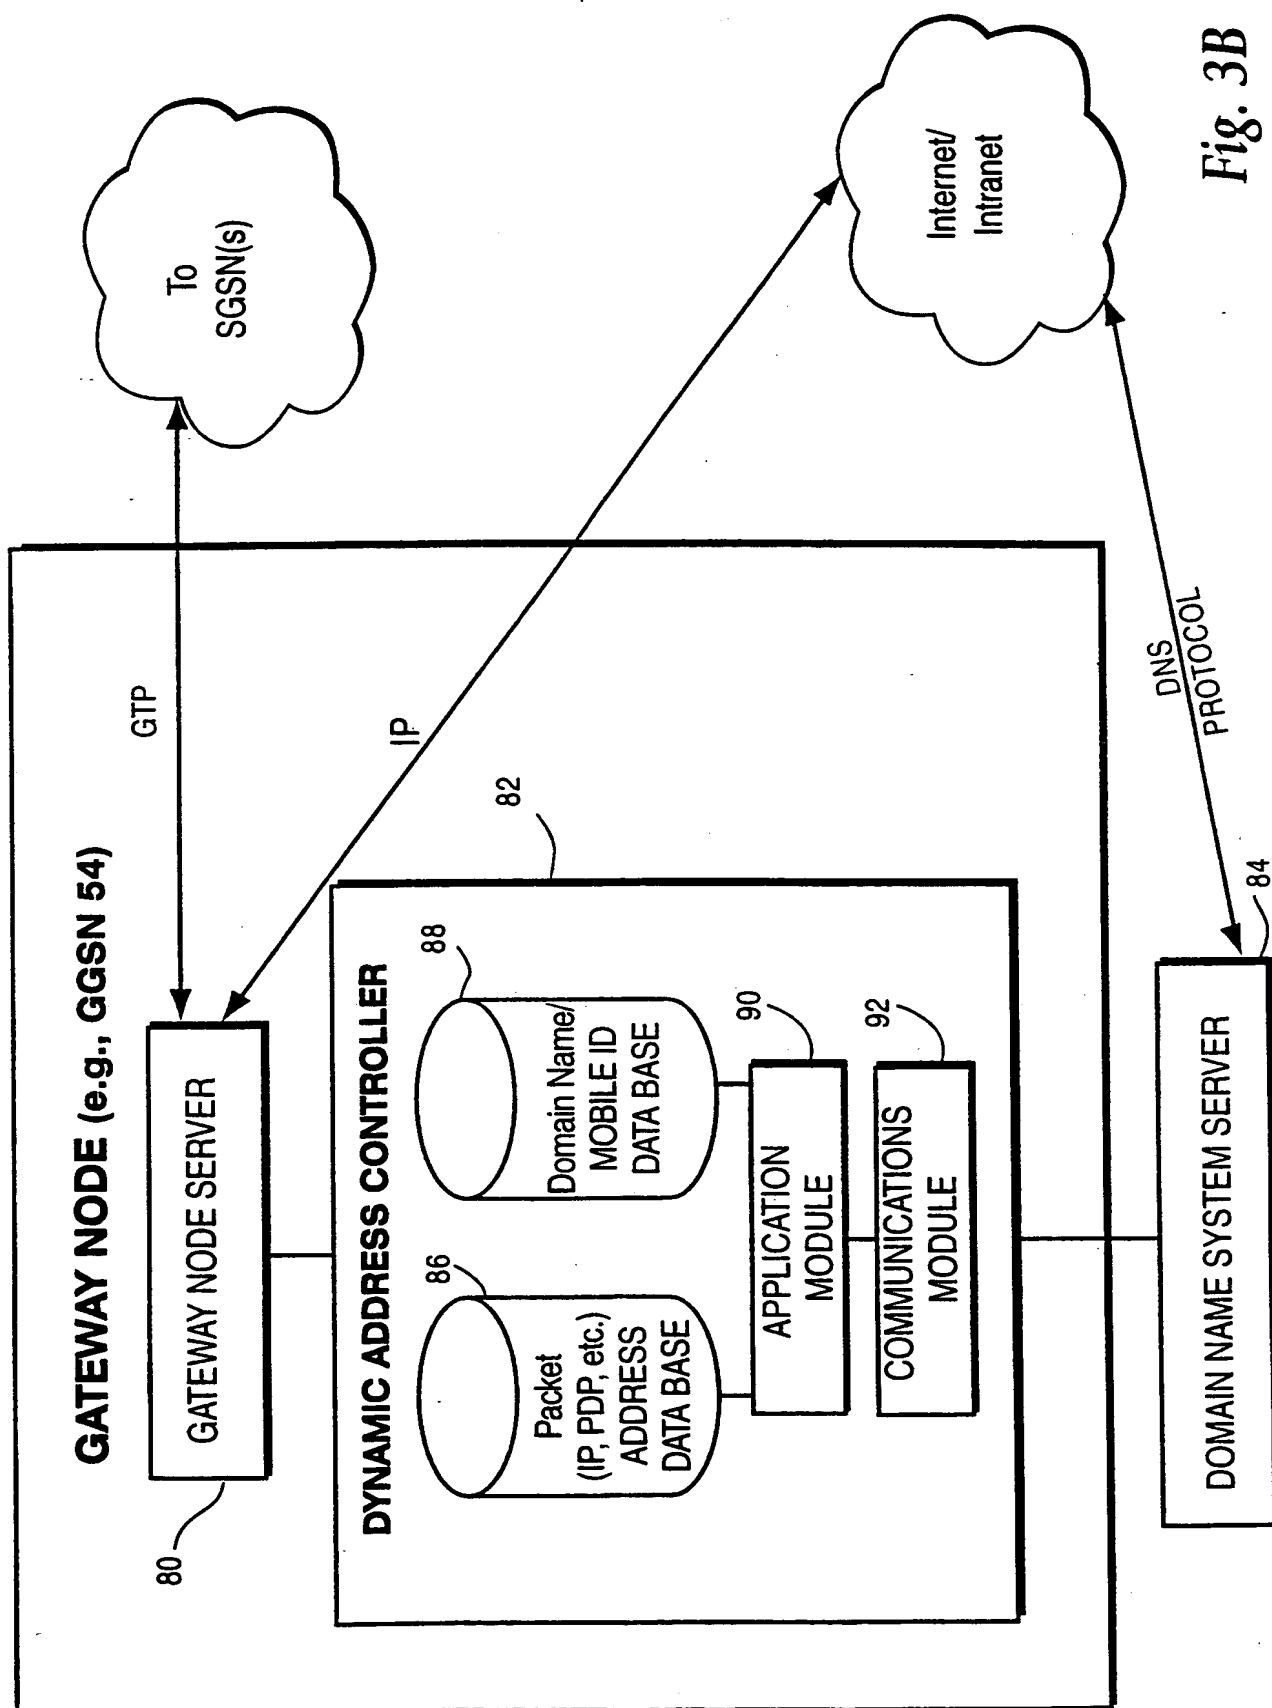 GATEWAY NODE (e.g., GGSN 54)
80
GATEWAY NODE SERVER
GTP
To
SGSN(s)
IP
82
DYNAMIC ADDRESS CONTROLLER
86
Packet
(IP, PDP, etc.)
ADDRESS
DATA BASE
88
Domain Name/
MOBILE ID
DATA BASE
APPLICATION
MODULE
90
COMMUNICATIONS
MODULE
92
Internet/
Intranet
DNS
PROTOCOL
DOMAIN NAME SYSTEM SERVER
84
Fig. 3B